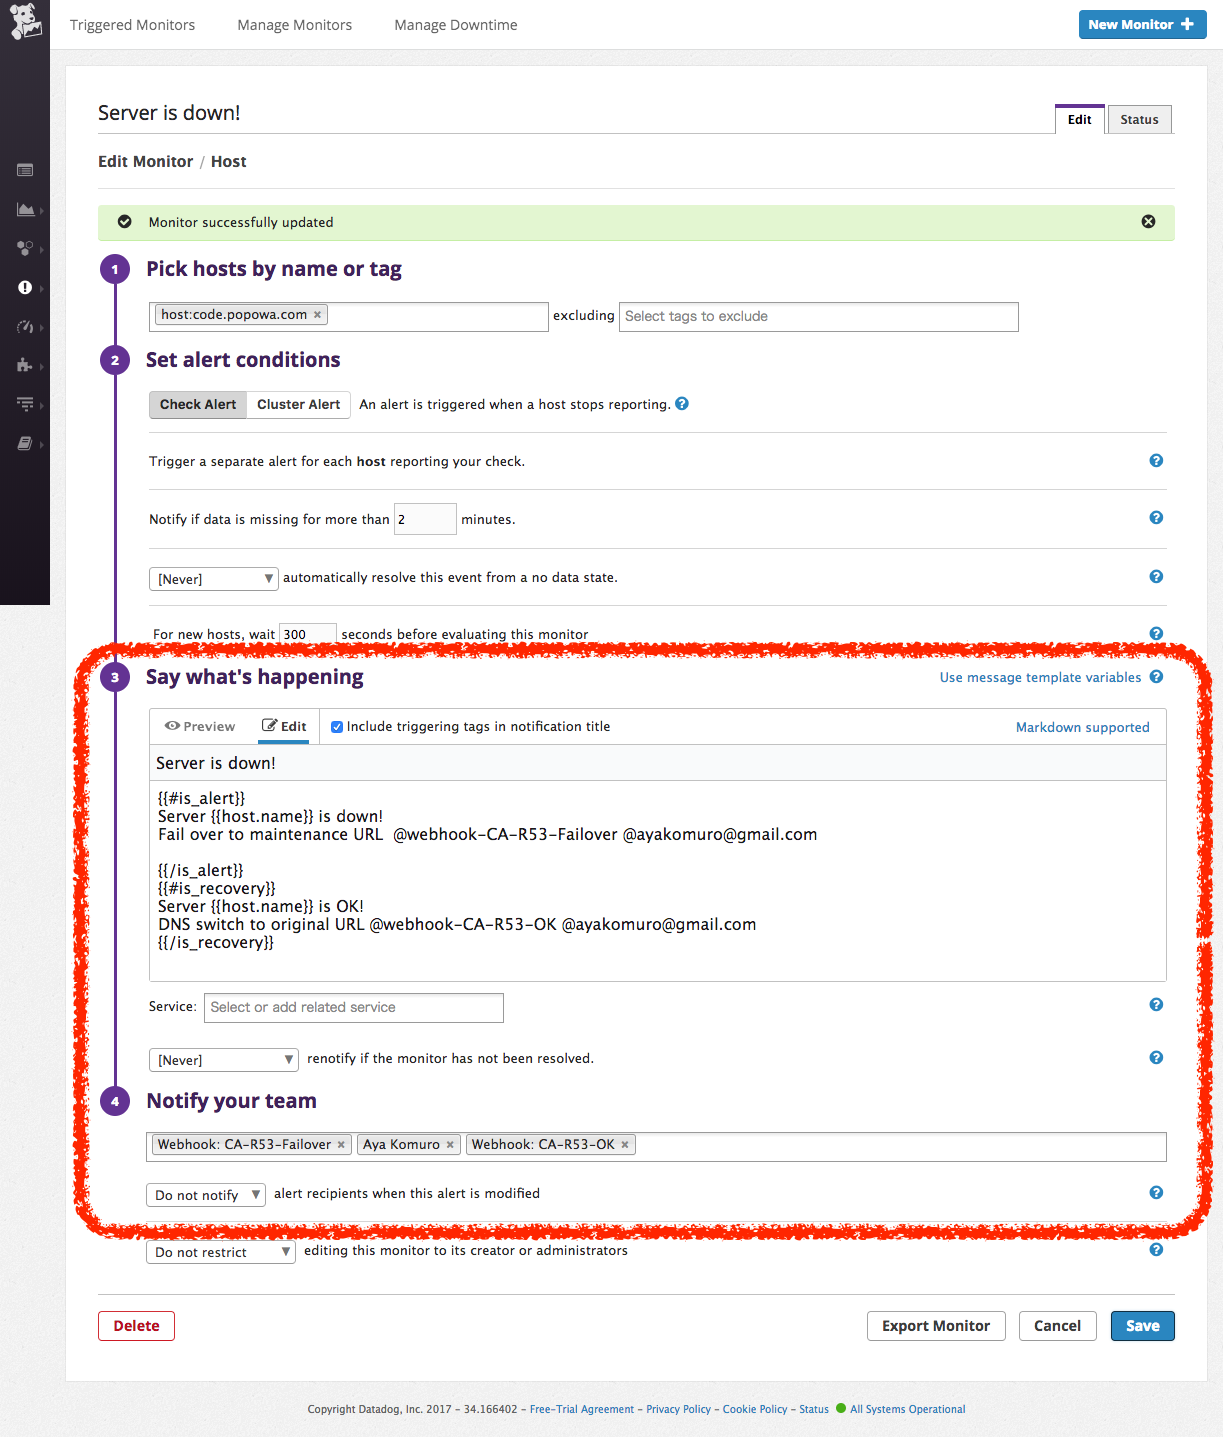 Triggered Monitors Manage Monitors Manage Downtime New Monitor +
Server is down!
Edit Status
Edit Monitor / Host
Monitor successfully updated
1 Pick hosts by name or tag
host:code.popowa.com × excluding Select tags to exclude
2 Set alert conditions
Check Alert Cluster Alert An alert is triggered when a host stops reporting. ?
Trigger a separate alert for each host reporting your check. ?
Notify if data is missing for more than 2 minutes. ?
[Never] ▼ automatically resolve this event from a no data state. ?
For new hosts, wait 300 seconds before evaluating this monitor ?
3 Say what's happening Use message template variables ?
Preview Edit Include triggering tags in notification title Markdown supported
Server is down!
{{#is_alert}}
Server {{host.name}} is down!
Fail over to maintenance URL  @webhook-CA-R53-Failover @ayakomuro@gmail.com
{{/is_alert}}
{{#is_recovery}}
Server {{host.name}} is OK!
DNS switch to original URL @webhook-CA-R53-OK @ayakomuro@gmail.com
{{/is_recovery}}
Service: Select or add related service ?
[Never] ▼ renotify if the monitor has not been resolved. ?
4 Notify your team
Webhook: CA-R53-Failover × Aya Komuro × Webhook: CA-R53-OK ×
Do not notify ▼ alert recipients when this alert is modified ?
Do not restrict ▼ editing this monitor to its creator or administrators ?
Delete Export Monitor Cancel Save
Copyright Datadog, Inc. 2017 - 34.166402 - Free-Trial Agreement - Privacy Policy - Cookie Policy - Status All Systems Operational